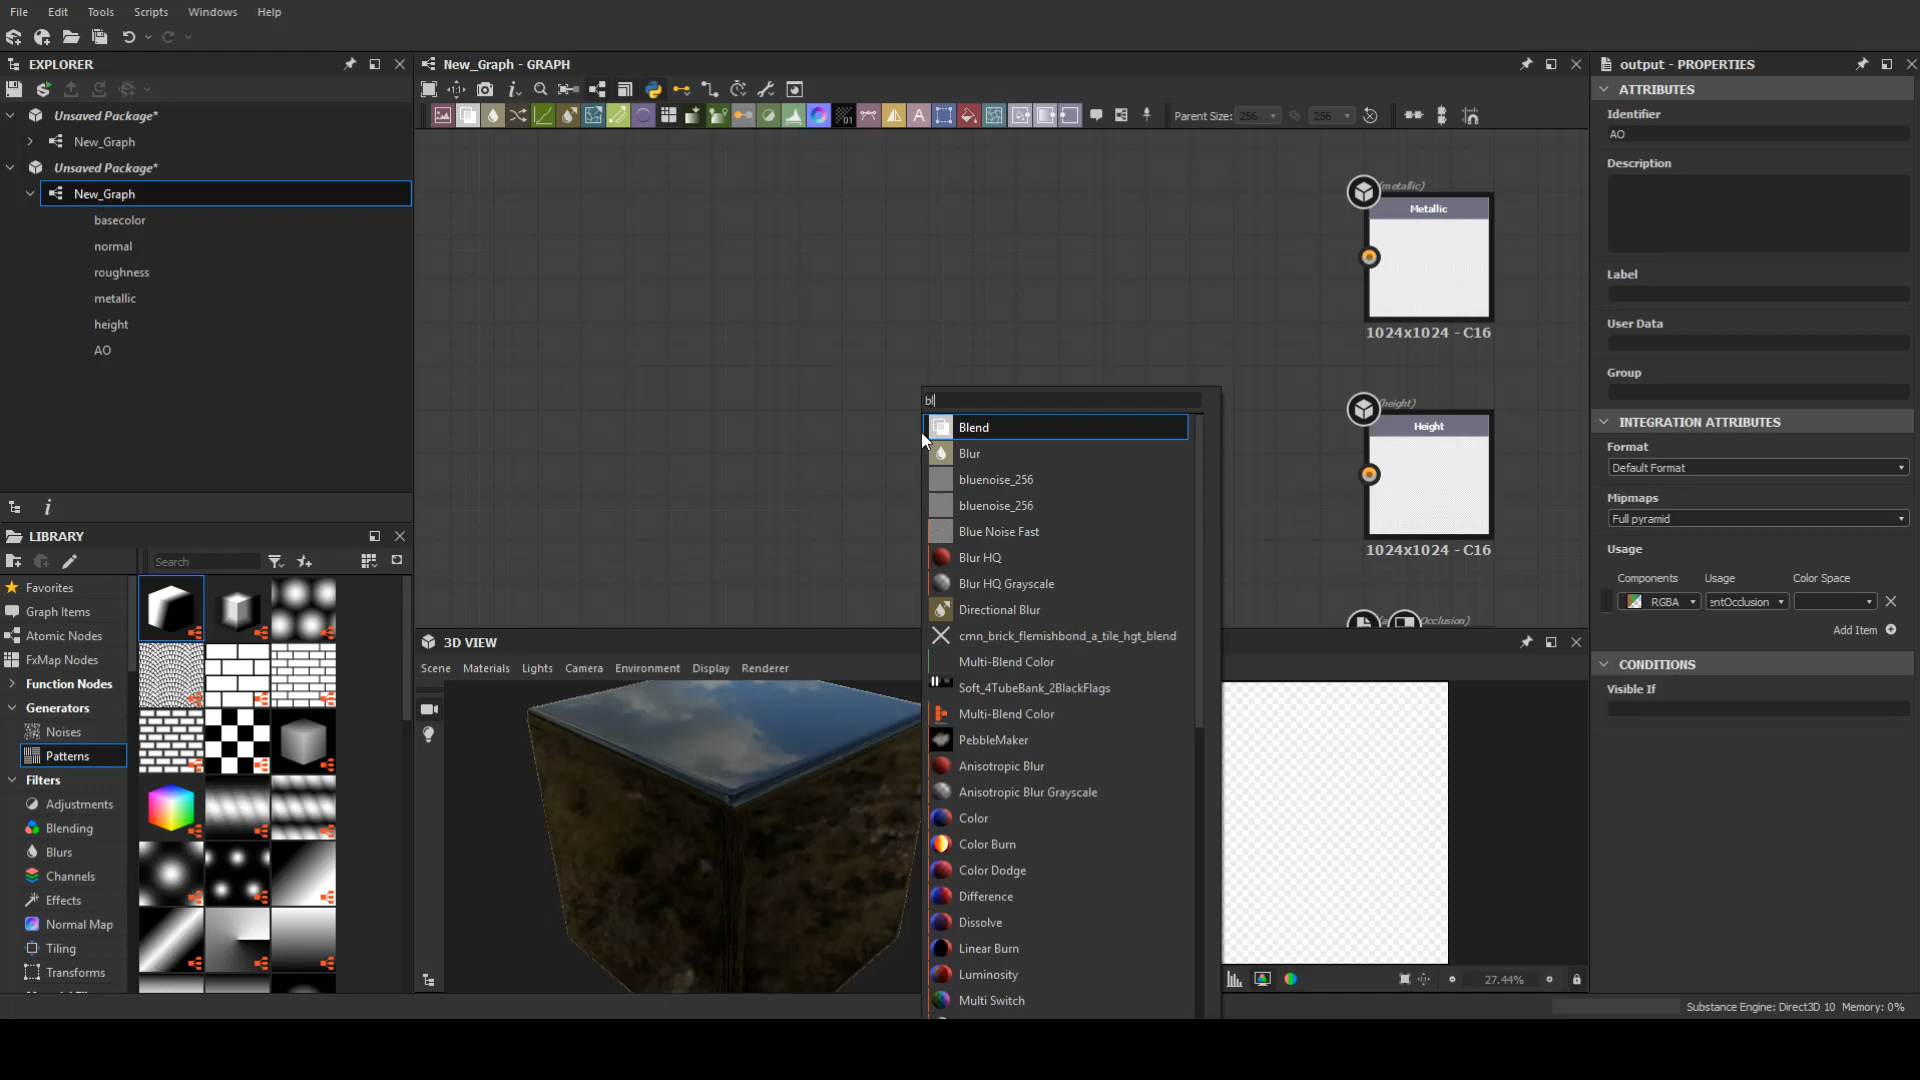 File Edit Tools Scripts Windows Help
EXPLORER
Unsaved Package*
New_Graph
Unsaved Package*
New_Graph
basecolor
normal
roughness
metallic
height
AO
LIBRARY
Search
Favorites
Graph Items
Atomic Nodes
FxMap Nodes
Function Nodes
Generators
Noises
Patterns
Filters
Adjustments
Blending
Blurs
Channels
Effects
Normal Map
Tiling
Transforms
New_Graph - GRAPH
Parent Size: 256 256
(metallic)
Metallic
1024x1024 - C16
(height)
Height
1024x1024 - C16
bl
Blend
Blur
bluenoise_256
bluenoise_256
Blue Noise Fast
Blur HQ
Blur HQ Grayscale
Directional Blur
cmn_brick_flemishbond_a_tile_hgt_blend
Multi-Blend Color
Soft_4TubeBank_2BlackFlags
Multi-Blend Color
PebbleMaker
Anisotropic Blur
Anisotropic Blur Grayscale
Color
Color Burn
Color Dodge
Difference
Dissolve
Linear Burn
Luminosity
Multi Switch
3D VIEW
Scene Materials Lights Camera Environment Display Renderer
27.44%
output - PROPERTIES
ATTRIBUTES
Identifier
AO
Description
Label
User Data
Group
INTEGRATION ATTRIBUTES
Format
Default Format
Mipmaps
Full pyramid
Usage
Components Usage Color Space
RGBA entOcclusion
Add Item
CONDITIONS
Visible If
Substance Engine: Direct3D 10 Memory: 0%